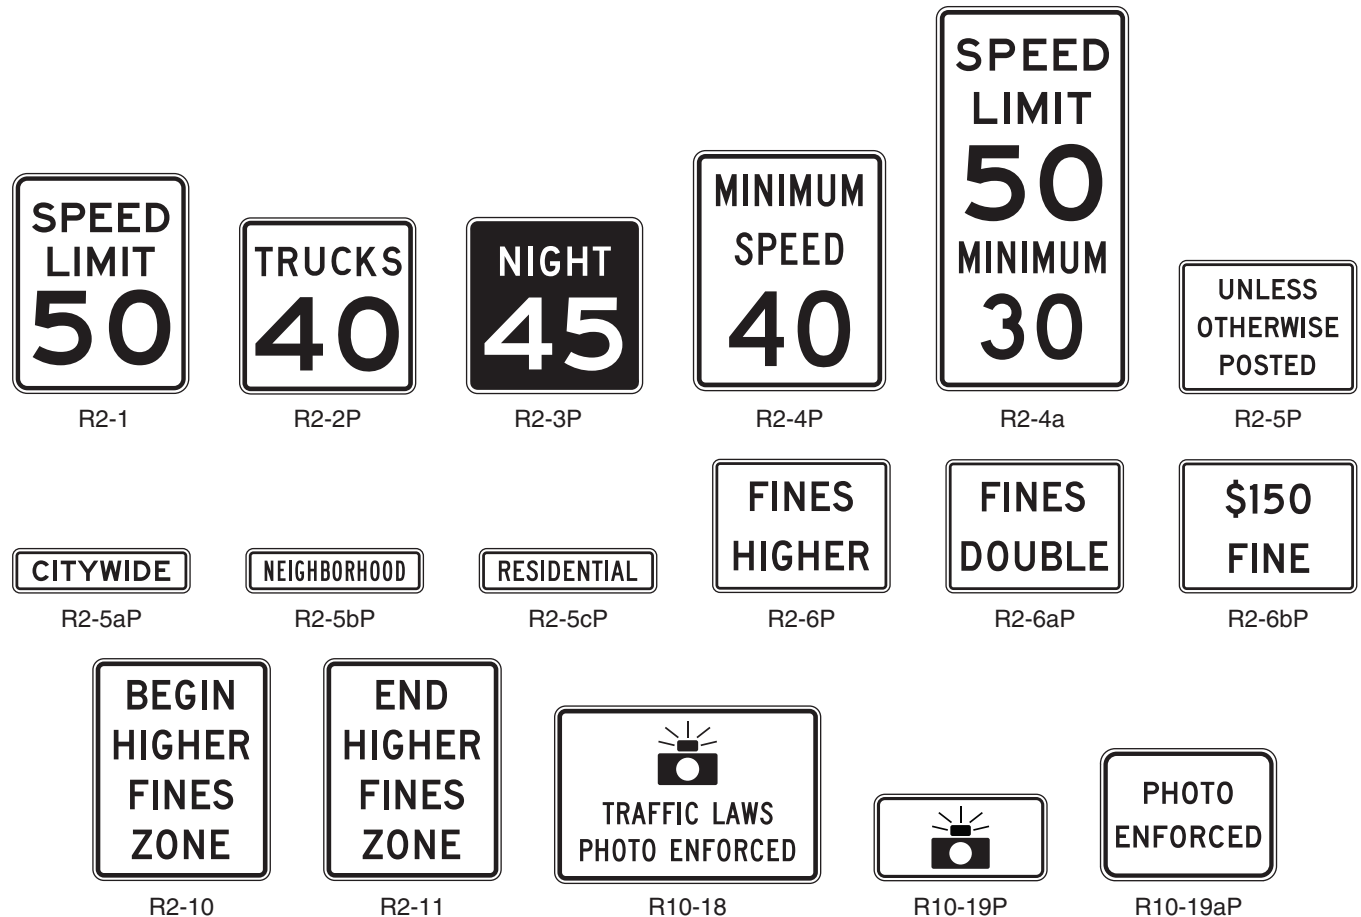 SPEED
LIMIT
50
R2-1
TRUCKS
40
R2-2P
NIGHT
45
R2-3P
MINIMUM
SPEED
40
R2-4P
SPEED
LIMIT
50
MINIMUM
30
R2-4a
UNLESS
OTHERWISE
POSTED
R2-5P
CITYWIDE
R2-5aP
NEIGHBORHOOD
R2-5bP
RESIDENTIAL
R2-5cP
FINES
HIGHER
R2-6P
FINES
DOUBLE
R2-6aP
$150
FINE
R2-6bP
BEGIN
HIGHER
FINES
ZONE
R2-10
END
HIGHER
FINES
ZONE
R2-11
TRAFFIC LAWS
PHOTO ENFORCED
R10-18
R10-19P
PHOTO
ENFORCED
R10-19aP